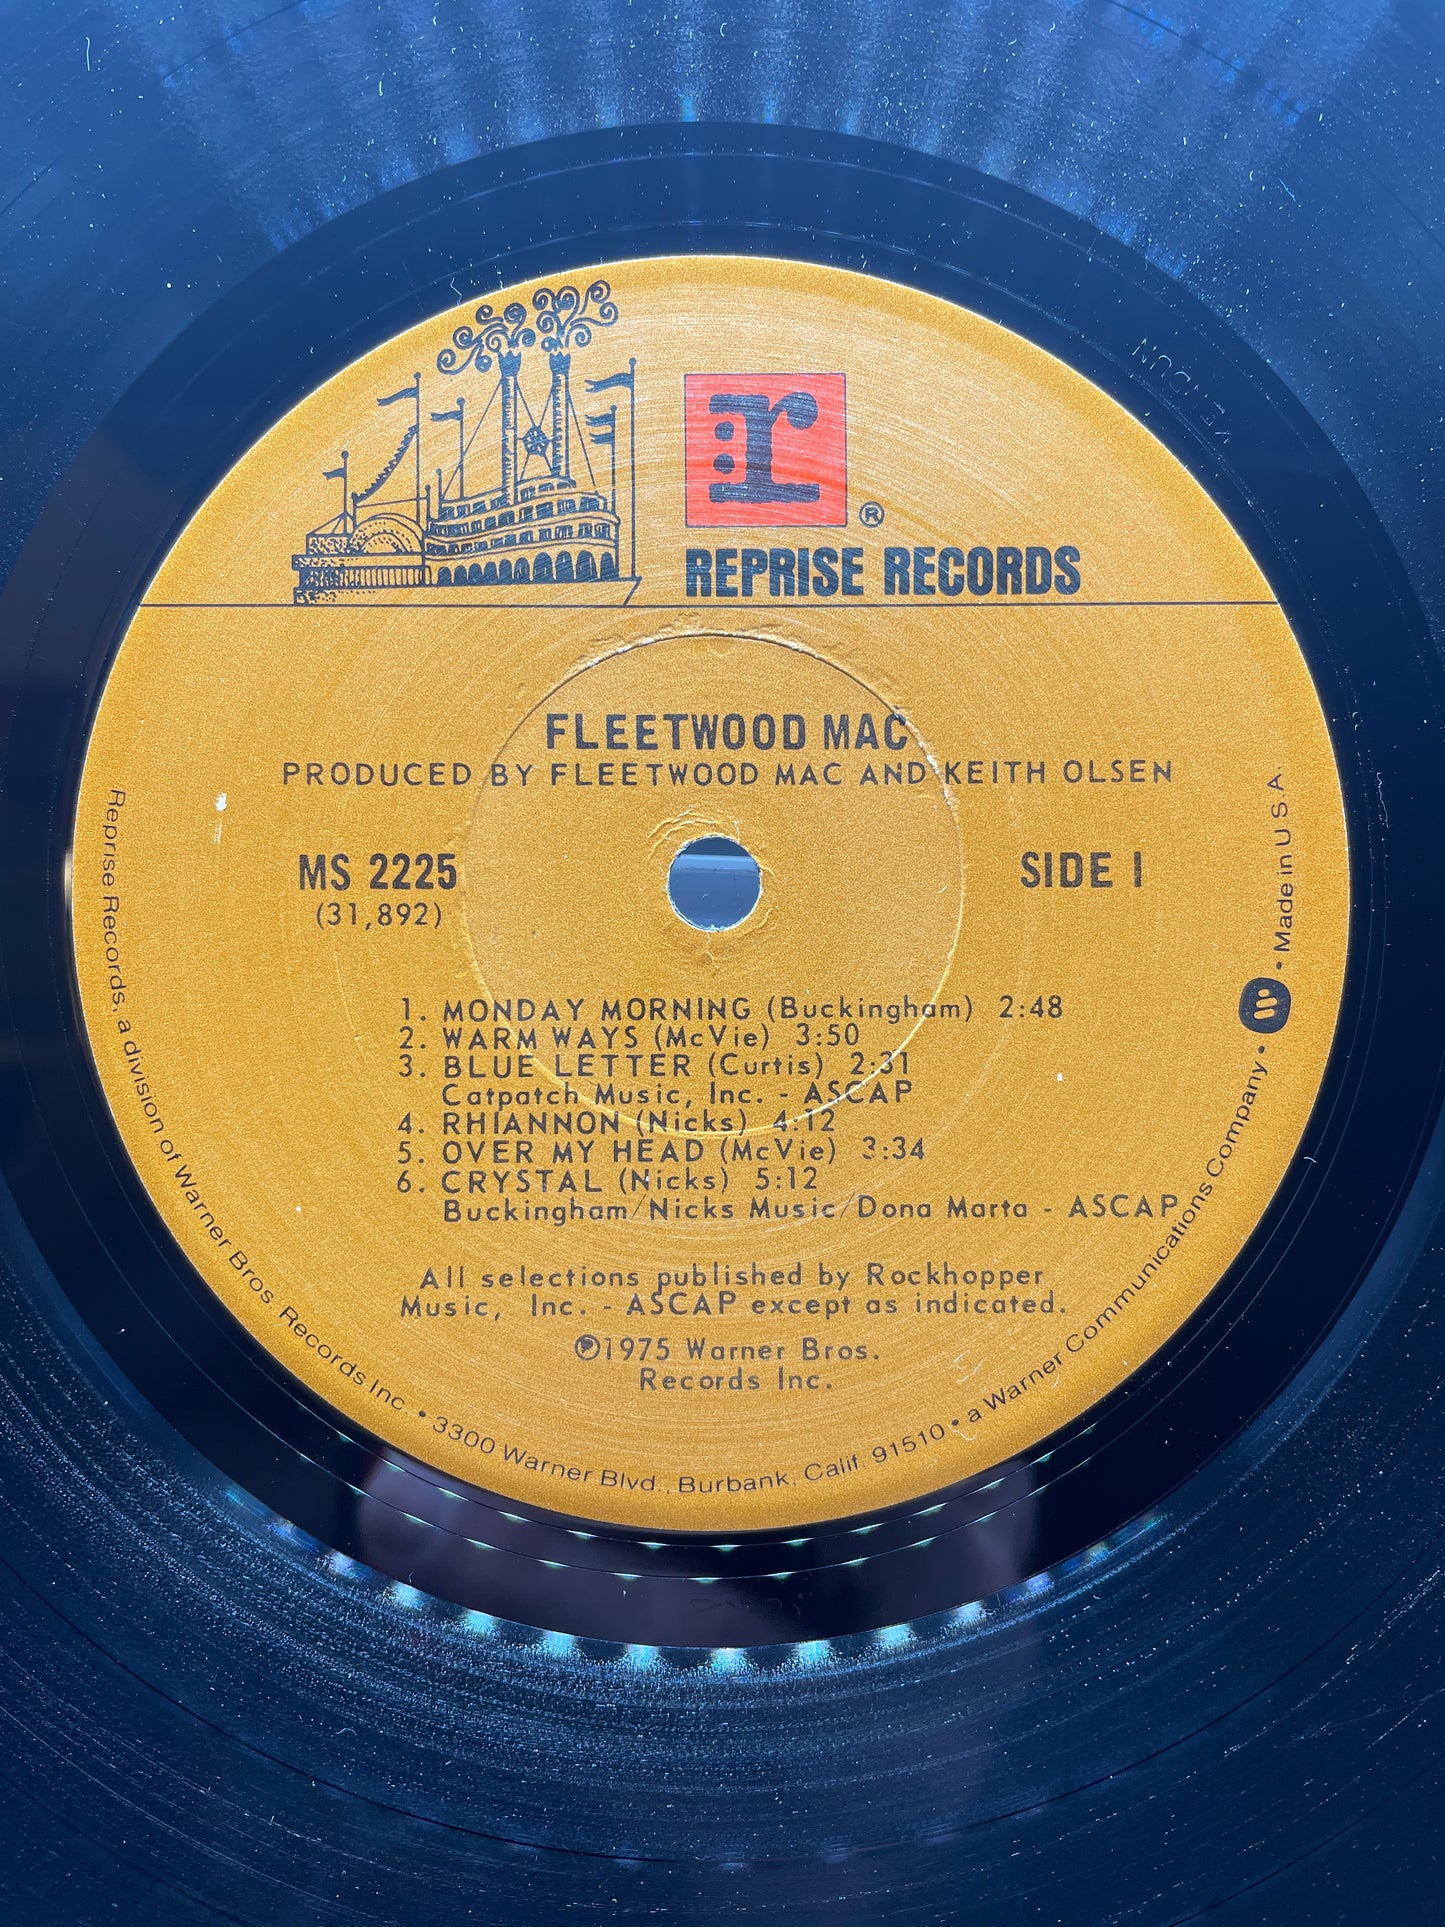 r
®
REPRISE RECORDS
FLEETWOOD MAC
PRODUCED BY FLEETWOOD MAC AND KEITH OLSEN
MS 2225
SIDE 1
(31,892)
1. MONDAY MORNING (Buckingham) 2:48
2. WARM WAYS (McVie) 3:50
3. BLUE LETTER (Curtis) 2:31
Catpatch Music, Inc. - ASCAP
4. RHIANNON (Nicks) 4:12
5. OVER MY HEAD (McVie) 3:34
6. CRYSTAL (Nicks) 5:12
Buckingham/Nicks Music/Dona Marta - ASCAP
All selections published by Rockhopper
Music, Inc. - ASCAP except as indicated.
℗1975 Warner Bros.
Records Inc.
Reprise Records, a division of Warner Bros. Records Inc. • 3300 Warner Blvd., Burbank, Calif. 91510 • a Warner Communications Company • W • Made in U.S.A.